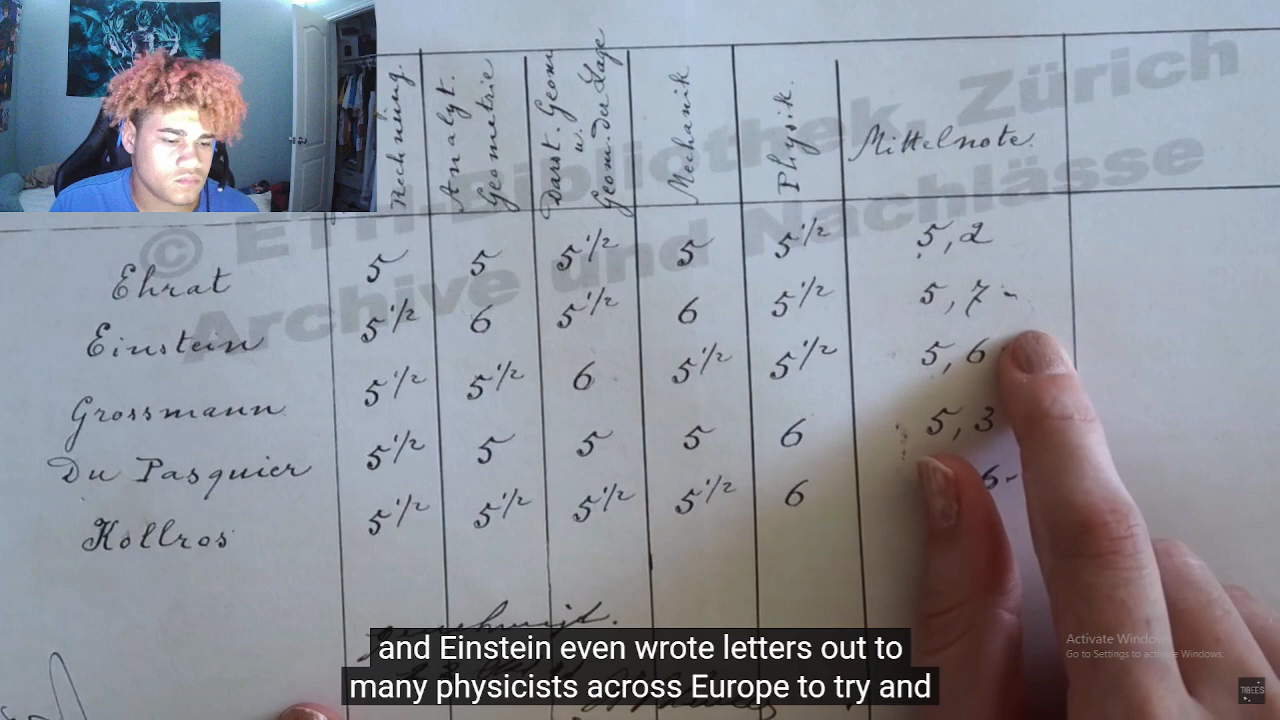 Rechnung.
Analyt.
Geometrie
Darst. Geom
u.
Geom. der Lage
Mechanik
Physik.
Mittelnote.
© ETH-Bibliothek, Zürich
Archive und Nachlässe
Ehrat 5 5 5 1/2 5 5 1/2 5,2
Einstein 5 1/2 6 5 1/2 6 5 1/2 5,7-
Grossmann 5 1/2 5 1/2 6 5 1/2 5 1/2 5,6-
Du Pasquier 5 1/2 5 5 5 6 5,3
Kollros 5 1/2 5 1/2 5 1/2 5 1/2 6 6-
and Einstein even wrote letters out to
many physicists across Europe to try and
Activate Windows
Go to Settings to activate Windows.
TIBEES